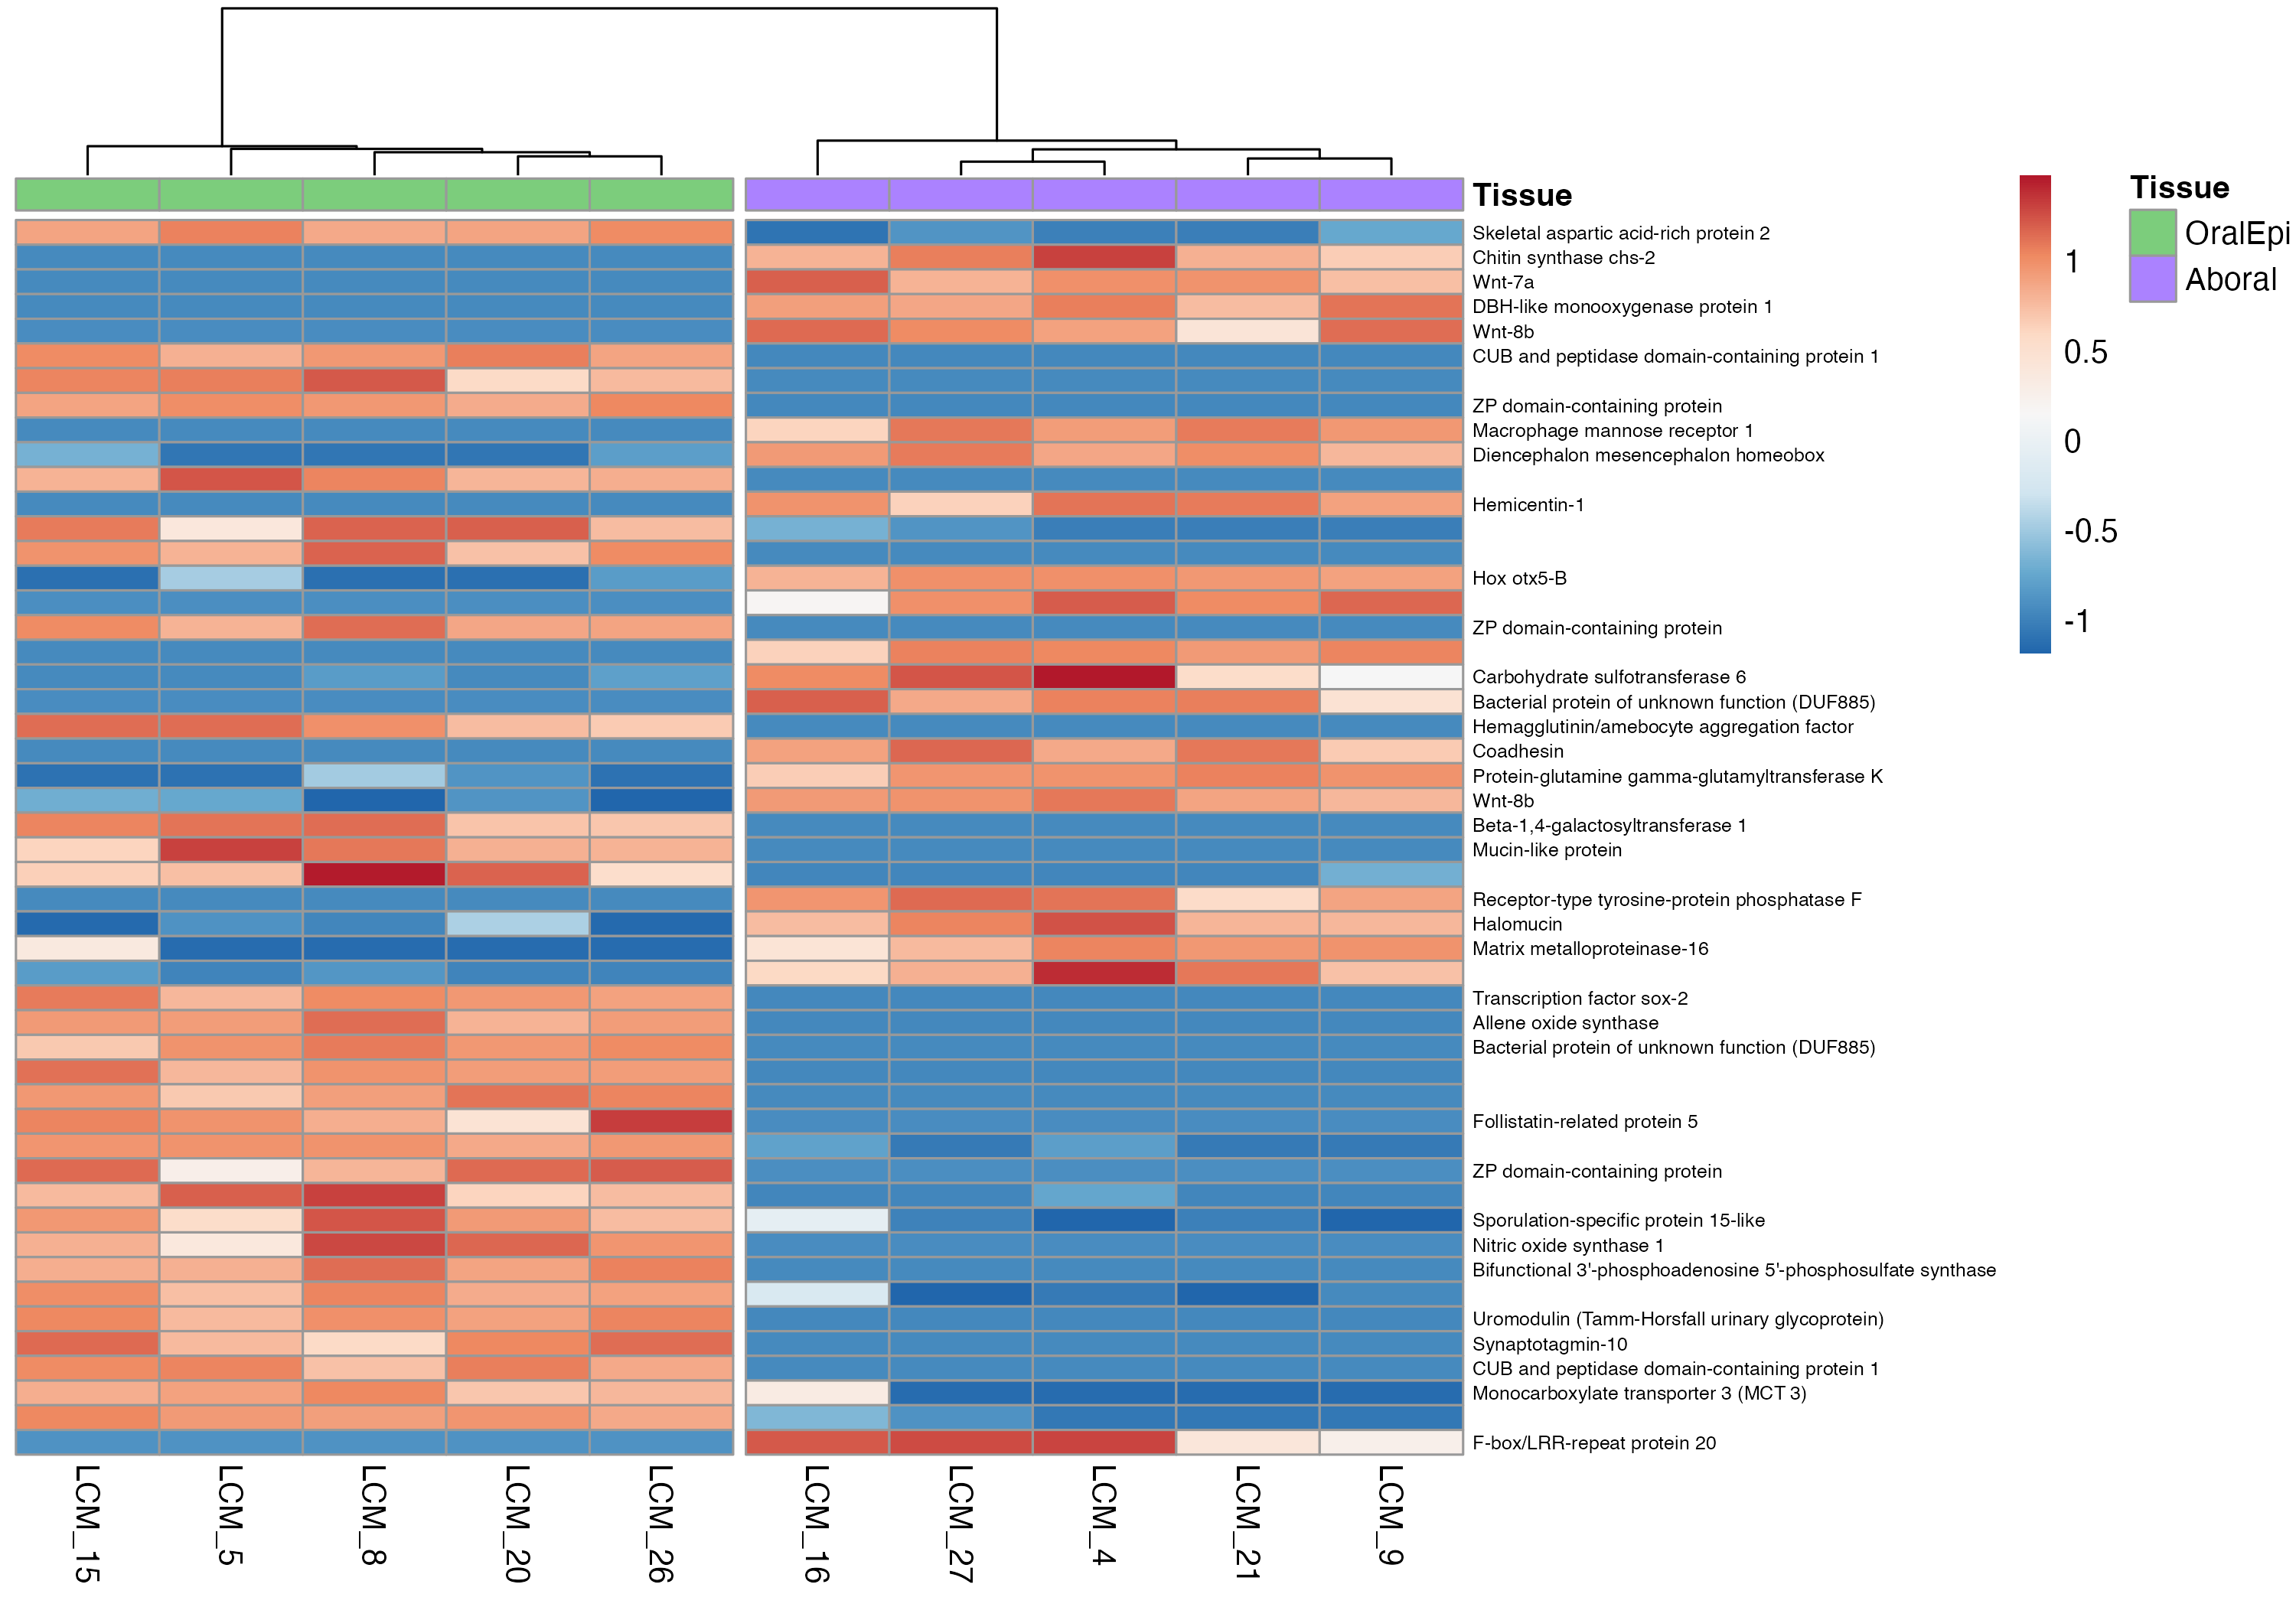 Tissue
Skeletal aspartic acid-rich protein 2
Chitin synthase chs-2
Wnt-7a
DBH-like monooxygenase protein 1
Wnt-8b
CUB and peptidase domain-containing protein 1
ZP domain-containing protein
Macrophage mannose receptor 1
Diencephalon mesencephalon homeobox
Hemicentin-1
Hox otx5-B
ZP domain-containing protein
Carbohydrate sulfotransferase 6
Bacterial protein of unknown function (DUF885)
Hemagglutinin/amebocyte aggregation factor
Coadhesin
Protein-glutamine gamma-glutamyltransferase K
Wnt-8b
Beta-1,4-galactosyltransferase 1
Mucin-like protein
Receptor-type tyrosine-protein phosphatase F
Halomucin
Matrix metalloproteinase-16
Transcription factor sox-2
Allene oxide synthase
Bacterial protein of unknown function (DUF885)
Follistatin-related protein 5
ZP domain-containing protein
Sporulation-specific protein 15-like
Nitric oxide synthase 1
Bifunctional 3'-phosphoadenosine 5'-phosphosulfate synthase
Uromodulin (Tamm-Horsfall urinary glycoprotein)
Synaptotagmin-10
CUB and peptidase domain-containing protein 1
Monocarboxylate transporter 3 (MCT 3)
F-box/LRR-repeat protein 20
LCM_15
LCM_5
LCM_8
LCM_20
LCM_26
LCM_16
LCM_27
LCM_4
LCM_21
LCM_9
1
0.5
0
-0.5
-1
Tissue
OralEpi
Aboral